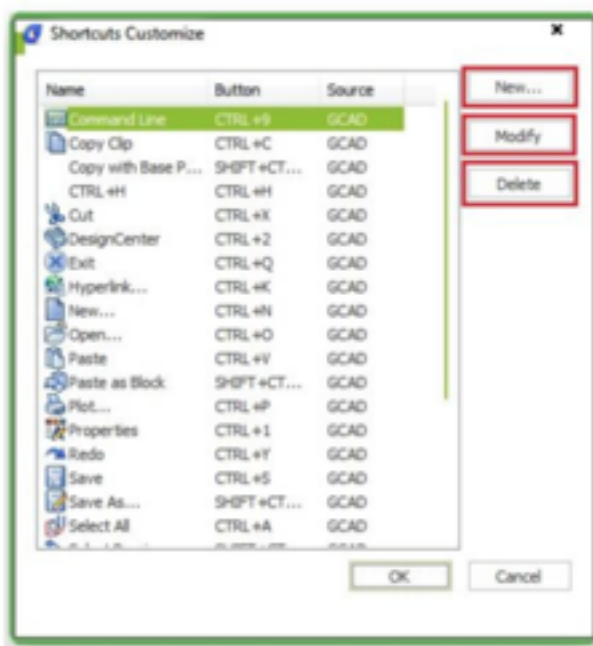 Shortcuts Customize
Name Button Source
New...
Command Line CTRL+9 GCAD
Modify
Copy Clip CTRL+C GCAD
Copy with Base P... SHIFT+CT... GCAD
Delete
CTRL+H CTRL+H GCAD
Cut CTRL+X GCAD
DesignCenter CTRL+2 GCAD
Exit CTRL+Q GCAD
Hyperlink... CTRL+K GCAD
New... CTRL+N GCAD
Open... CTRL+O GCAD
Paste CTRL+V GCAD
Paste as Block SHIFT+CT... GCAD
Plot... CTRL+P GCAD
Properties CTRL+1 GCAD
Redo CTRL+Y GCAD
Save CTRL+S GCAD
Save As... SHIFT+CT... GCAD
Select All CTRL+A GCAD
OK Cancel